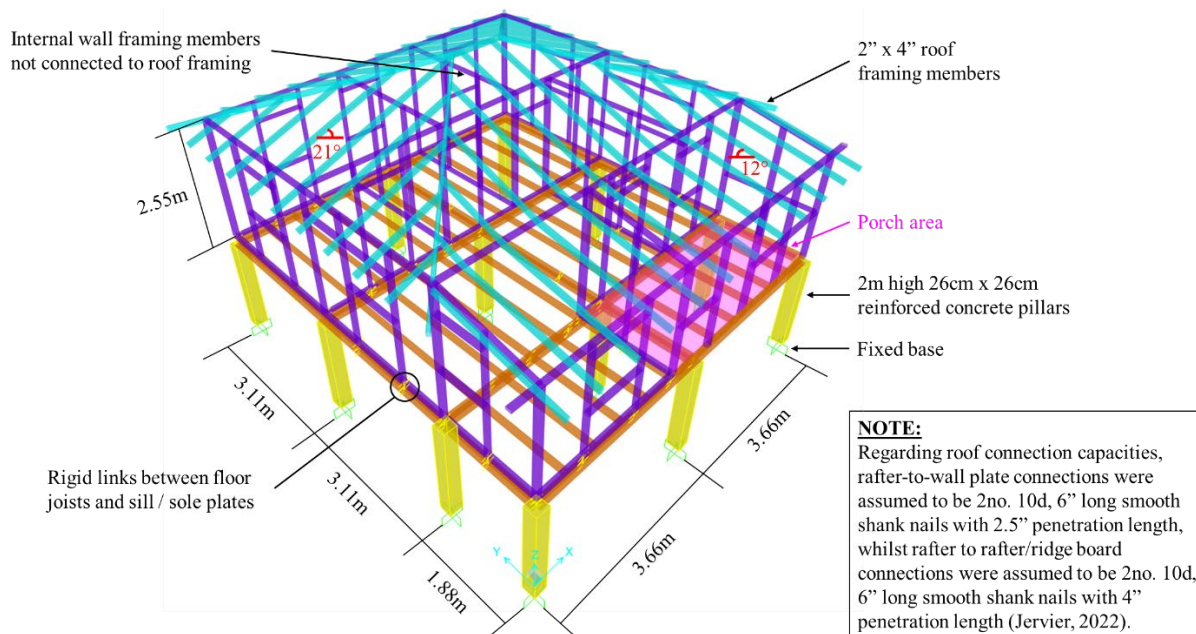 Internal wall framing members
not connected to roof framing
2” x 4” roof
framing members
21°
12°
2.55m
Porch area
2m high 26cm x 26cm
reinforced concrete pillars
Fixed base
3.11m
3.66m
Rigid links between floor
joists and sill / sole plates
3.11m
3.66m
1.88m
Y
Z
X
NOTE:
Regarding roof connection capacities,
rafter-to-wall plate connections were
assumed to be 2no. 10d, 6” long smooth
shank nails with 2.5” penetration length,
whilst rafter to rafter/ridge board
connections were assumed to be 2no. 10d,
6” long smooth shank nails with 4”
penetration length (Jervier, 2022).